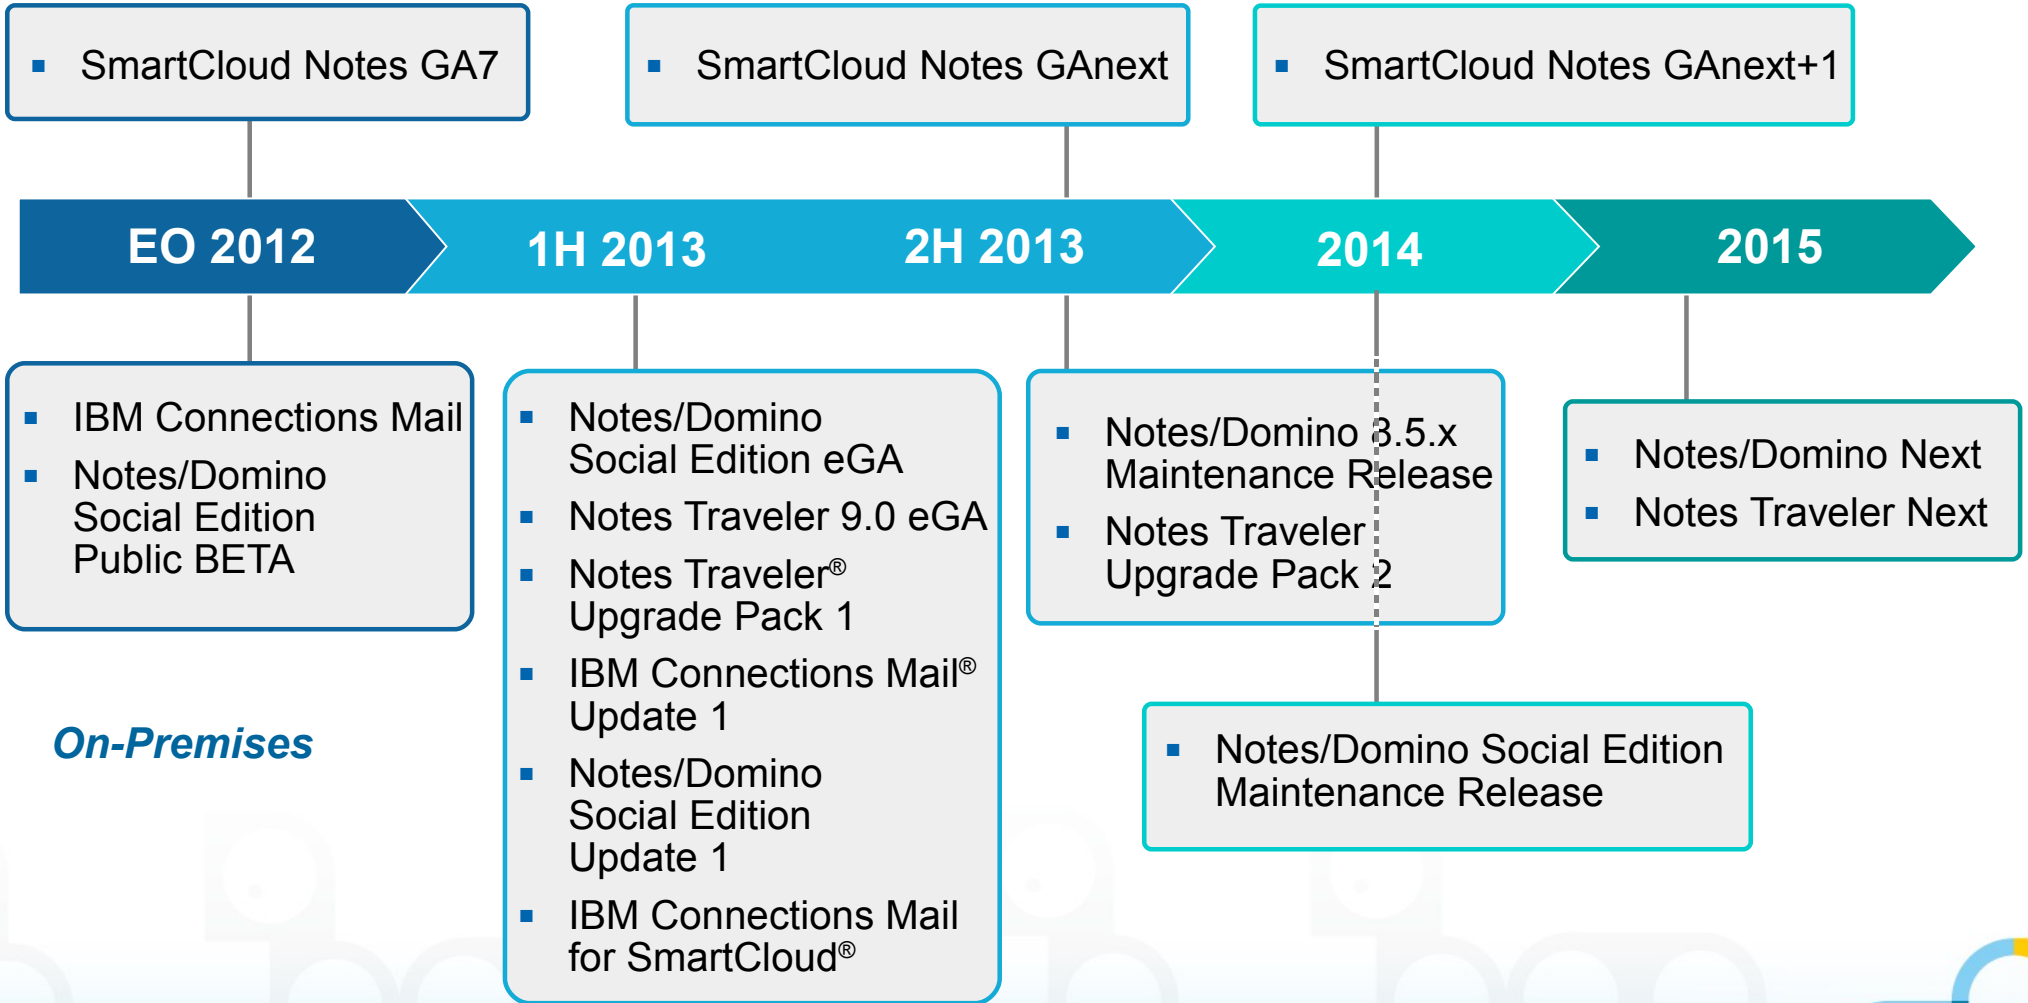 SmartCloud Notes GA7
SmartCloud Notes GAnext
SmartCloud Notes GAnext+1
EO 2012
1H 2013
2H 2013
2014
2015
IBM Connections Mail
Notes/Domino
Social Edition
Public BETA
Notes/Domino
Social Edition eGA
Notes Traveler 9.0 eGA
Notes Traveler®
Upgrade Pack 1
IBM Connections Mail®
Update 1
Notes/Domino
Social Edition
Update 1
IBM Connections Mail
for SmartCloud®
Notes/Domino 8.5.x
Maintenance Release
Notes Traveler
Upgrade Pack 2
Notes/Domino Next
Notes Traveler Next
Notes/Domino Social Edition
Maintenance Release
On-Premises